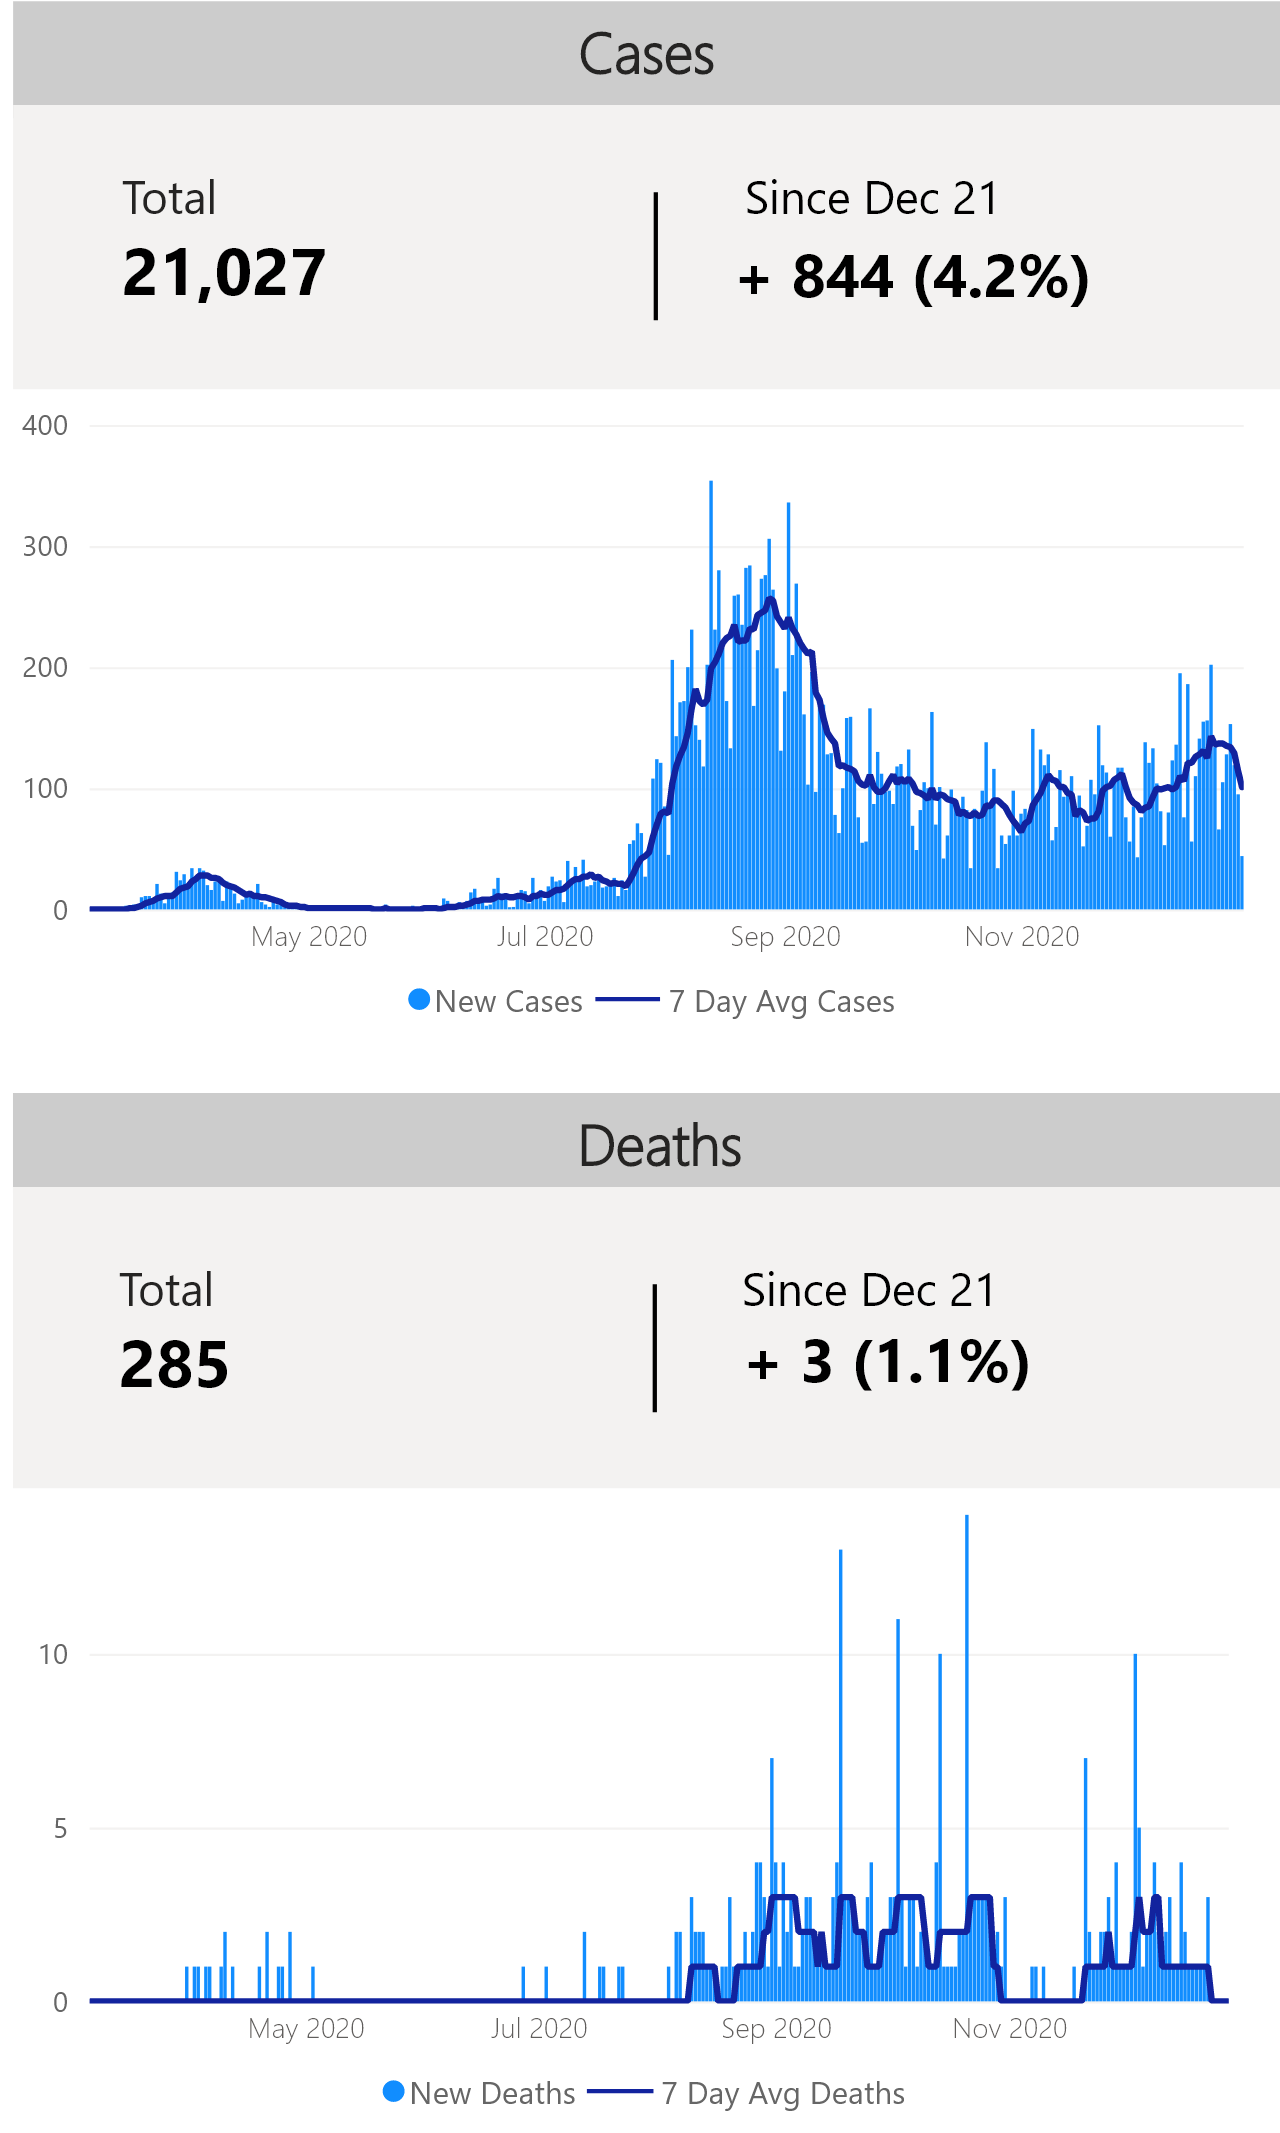 Cases
Total
Since Dec 21
21,027
+ 844 (4.2%)
400
300
200
100
0
May 2020
Jul 2020
Sep 2020
Nov 2020
New Cases
7 Day Avg Cases
Deaths
Total
Since Dec 21
285
+ 3 (1.1%)
10
5
0
May 2020
Jul 2020
Sep 2020
Nov 2020
New Deaths
7 Day Avg Deaths